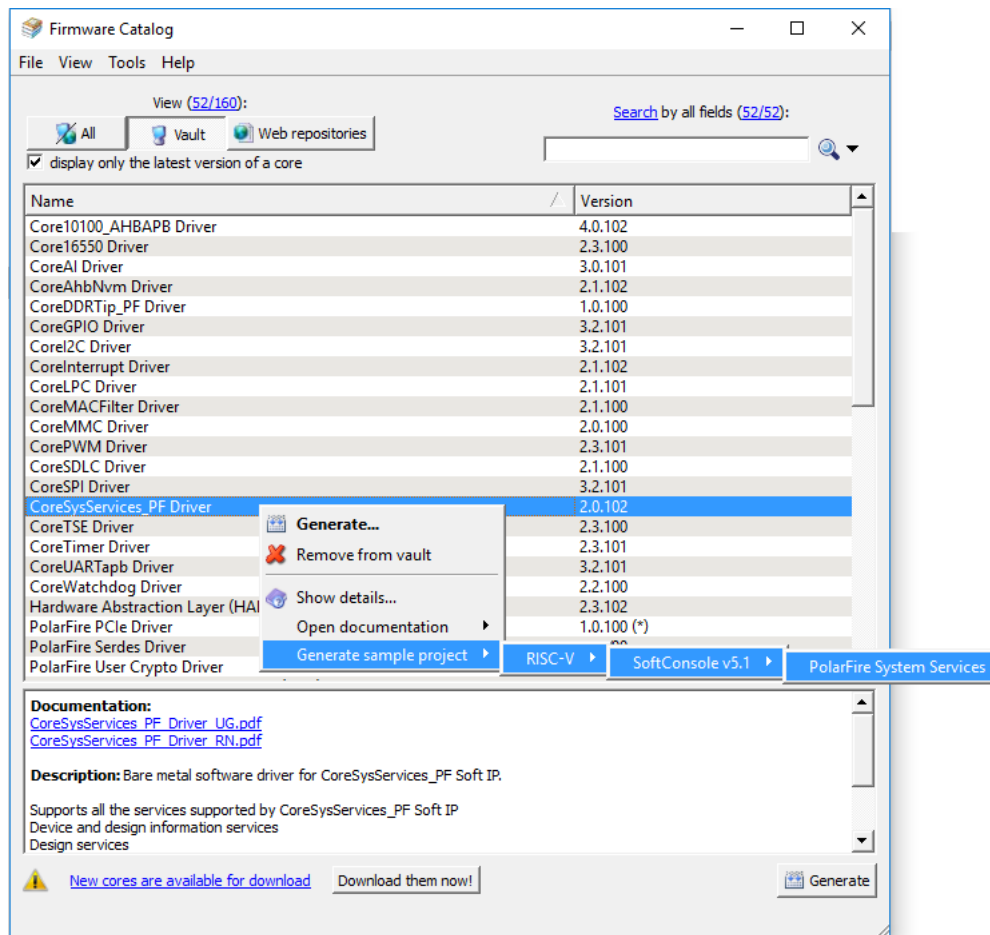 Firmware Catalog
File View Tools Help
View (52/160):
Search by all fields (52/52):
All Vault Web repositories
display only the latest version of a core
Name Version
Core10100_AHBAPB Driver 4.0.102
Core16550 Driver 2.3.100
CoreAI Driver 3.0.101
CoreAhbNvm Driver 2.1.102
CoreDDRTip_PF Driver 1.0.100
CoreGPIO Driver 3.2.101
CoreI2C Driver 3.2.101
CoreInterrupt Driver 2.1.102
CoreLPC Driver 2.1.101
CoreMACFilter Driver 2.1.100
CoreMMC Driver 2.0.100
CorePWM Driver 2.3.101
CoreSDLC Driver 2.1.100
CoreSPI Driver 3.2.101
CoreSysServices_PF Driver 2.0.102
CoreTSE Driver 2.3.100
CoreTimer Driver 2.3.101
CoreUARTapb Driver 3.2.101
CoreWatchdog Driver 2.2.100
Hardware Abstraction Layer (HAL 2.3.102
PolarFire PCIe Driver 1.0.100 (*)
PolarFire Serdes Driver
PolarFire User Crypto Driver
Generate...
Remove from vault
Show details...
Open documentation
Generate sample project RISC-V SoftConsole v5.1 PolarFire System Services
Documentation:
CoreSysServices_PF_Driver_UG.pdf
CoreSysServices_PF_Driver_RN.pdf
Description: Bare metal software driver for CoreSysServices_PF Soft IP.
Supports all the services supported by CoreSysServices_PF Soft IP
Device and design information services
Design services
New cores are available for download Download them now! Generate